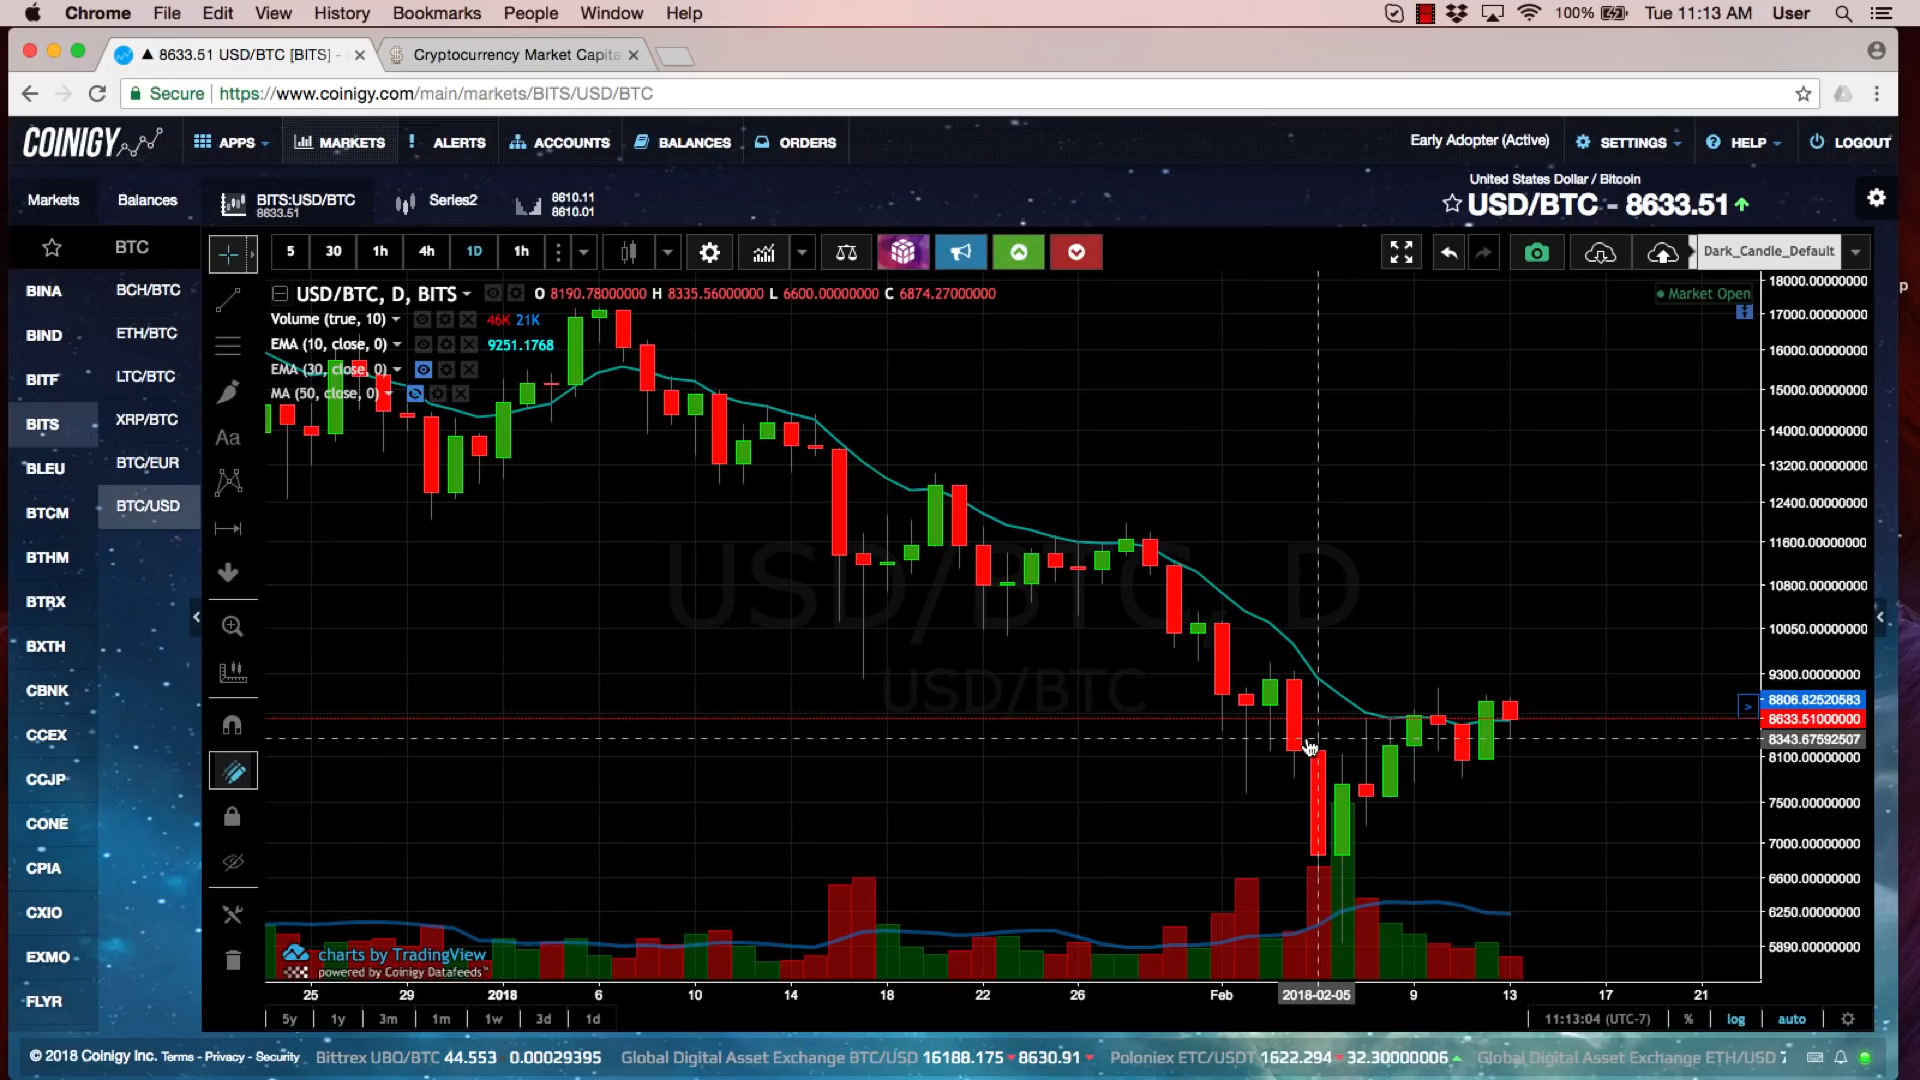 Chrome File Edit View History Bookmarks People Window Help 100% Tue 11:13 AM User
▲ 8633.51 USD/BTC [BITS] - Cryptocurrency Market Capita
Secure https://www.coinigy.com/main/markets/BITS/USD/BTC
COINIGY APPS MARKETS ALERTS ACCOUNTS BALANCES ORDERS Early Adopter (Active) SETTINGS HELP LOGOUT
United States Dollar / Bitcoin
Markets Balances BITS:USD/BTC 8633.51 Series2 8610.11 8610.01 USD/BTC - 8633.51
BTC 5 30 1h 4h 1D 1h Dark_Candle_Default
USD/BTC, D, BITS O 8190.78000000 H 8335.56000000 L 6600.00000000 C 6874.27000000 Market Open
Volume (true, 10) 46K 21K
EMA (10, close, 0) 9251.1768
EMA (30, close, 0)
MA (50, close, 0)
BINA BCH/BTC
BIND ETH/BTC
BITF LTC/BTC
BITS XRP/BTC
BLEU BTC/EUR
BTCM BTC/USD
BTHM
BTRX
BXTH
CBNK
CCEX
CCJP
CONE
CPIA
CXIO
EXMO
FLYR
Aa
USD/BTC, D
USD/BTC
18000.00000000
17000.00000000
16000.00000000
15000.00000000
14000.00000000
13200.00000000
12400.00000000
11600.00000000
10800.00000000
10050.00000000
9300.00000000
8806.82520583
8633.51000000
8343.67592507
8100.00000000
7500.00000000
7000.00000000
6600.00000000
6250.00000000
5890.00000000
charts by TradingView
powered by Coinigy Datafeeds
25 29 2018 6 10 14 18 22 26 Feb 2018-02-05 9 13 17 21
5y 1y 3m 1m 1w 3d 1d 11:13:04 (UTC-7) % log auto
© 2018 Coinigy Inc. Terms - Privacy - Security Bittrex UBQ/BTC 44.553 0.00029395 Global Digital Asset Exchange BTC/USD 16188.175 8630.91 Poloniex ETC/USDT 1622.294 32.30000006 Global Digital Asset Exchange ETH/USD